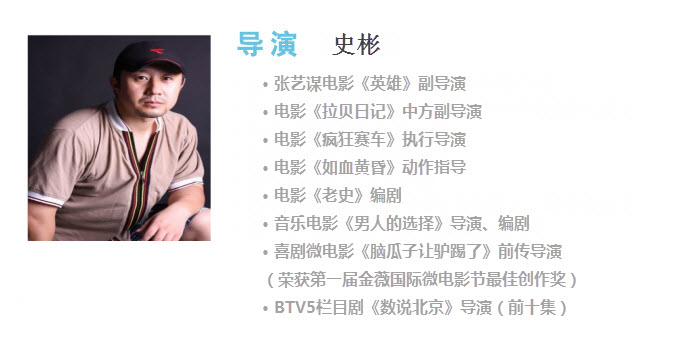 导演 史彬
• 张艺谋电影《英雄》副导演
• 电影《拉贝日记》中方副导演
• 电影《疯狂赛车》执行导演
• 电影《如血黄昏》动作指导
• 电影《老史》编剧
• 音乐电影《男人的选择》导演、编剧
• 喜剧微电影《脑瓜子让驴踢了》前传导演
（荣获第一届金薇国际微电影节最佳创作奖）
• BTV5栏目剧《数说北京》导演（前十集）